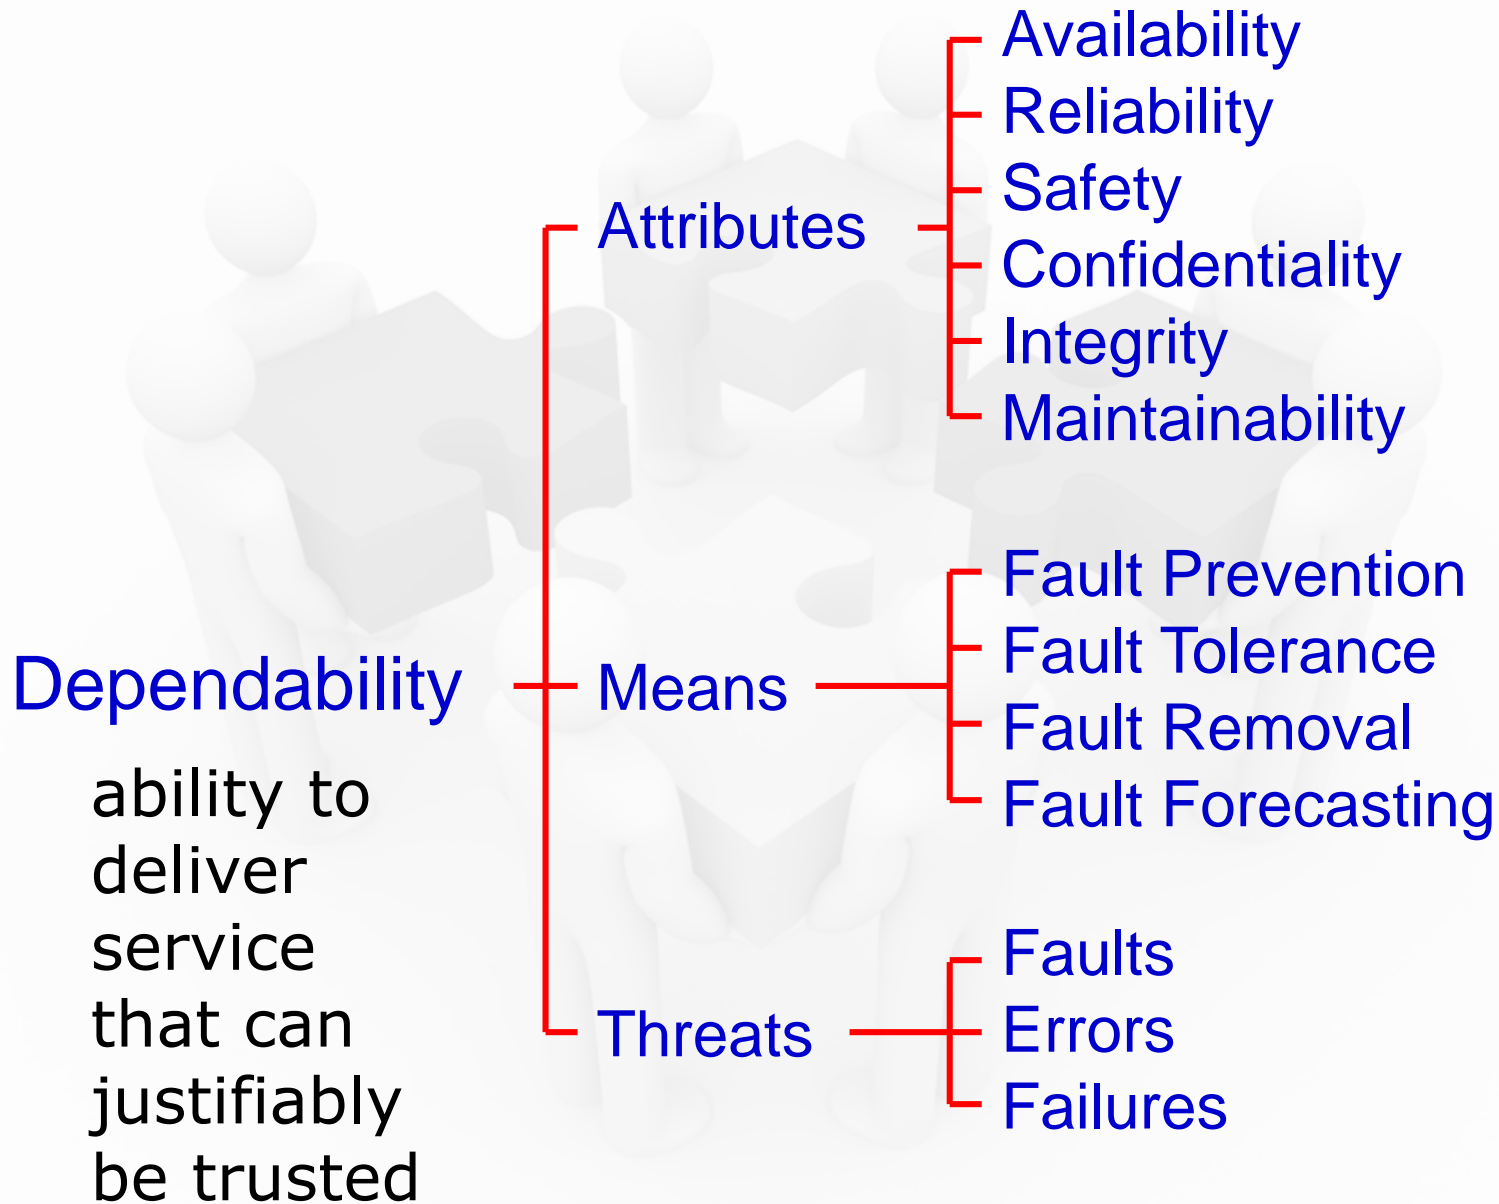 Dependability
ability to
deliver
service
that can
justifiably
be trusted
Attributes
Availability
Reliability
Safety
Confidentiality
Integrity
Maintainability
Means
Fault Prevention
Fault Tolerance
Fault Removal
Fault Forecasting
Threats
Faults
Errors
Failures